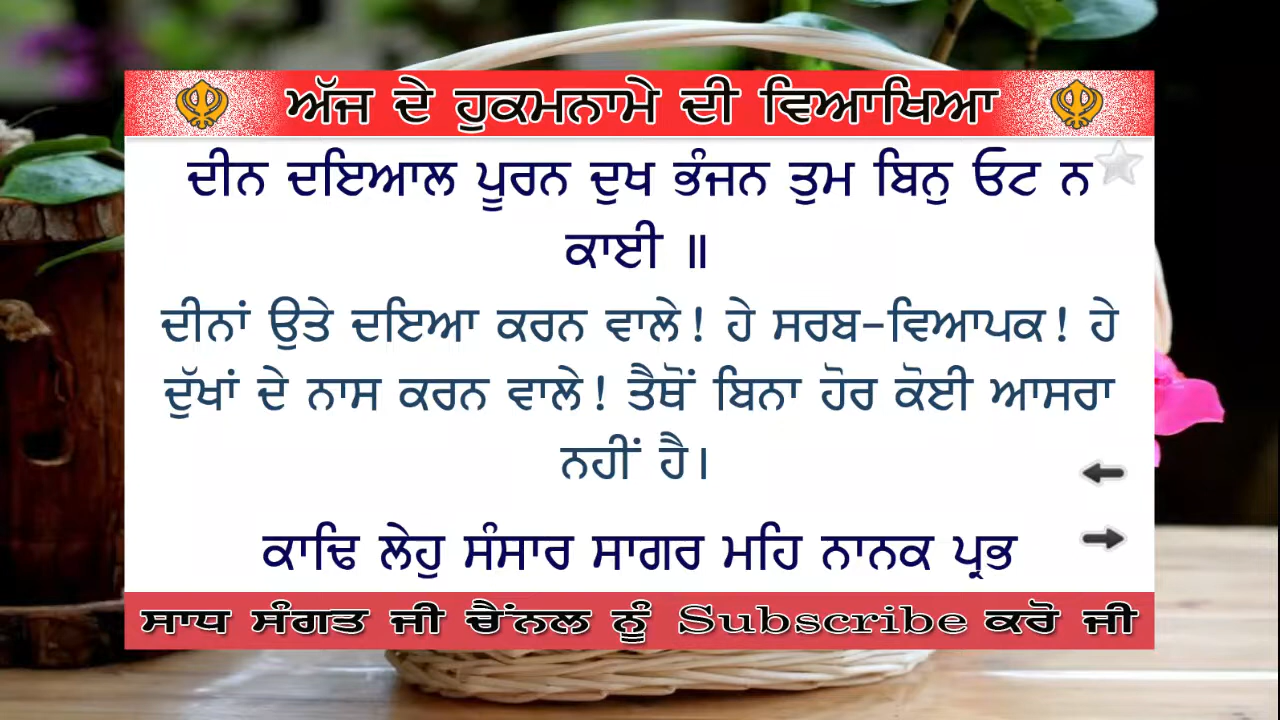 ਅੱਜ ਦੇ ਹੁਕਮਨਾਮੇ ਦੀ ਵਿਆਖਿਆ
ਦੀਨ ਦਇਆਲ ਪੂਰਨ ਦੁਖ ਭੰਜਨ ਤੁਮ ਬਿਨੁ ਓਟ ਨ
ਕਾਈ ॥
ਦੀਨਾਂ ਉਤੇ ਦਇਆ ਕਰਨ ਵਾਲੇ! ਹੇ ਸਰਬ-ਵਿਆਪਕ! ਹੇ
ਦੁੱਖਾਂ ਦੇ ਨਾਸ ਕਰਨ ਵਾਲੇ! ਤੈਥੋਂ ਬਿਨਾ ਹੋਰ ਕੋਈ ਆਸਰਾ
ਨਹੀਂ ਹੈ।
ਕਾਢਿ ਲੇਹੁ ਸੰਸਾਰ ਸਾਗਰ ਮਹਿ ਨਾਨਕ ਪ੍ਰਭ
ਸਾਧ ਸੰਗਤ ਜੀ ਚੈਂਨਲ ਨੂੰ Subscribe ਕਰੋ ਜੀ